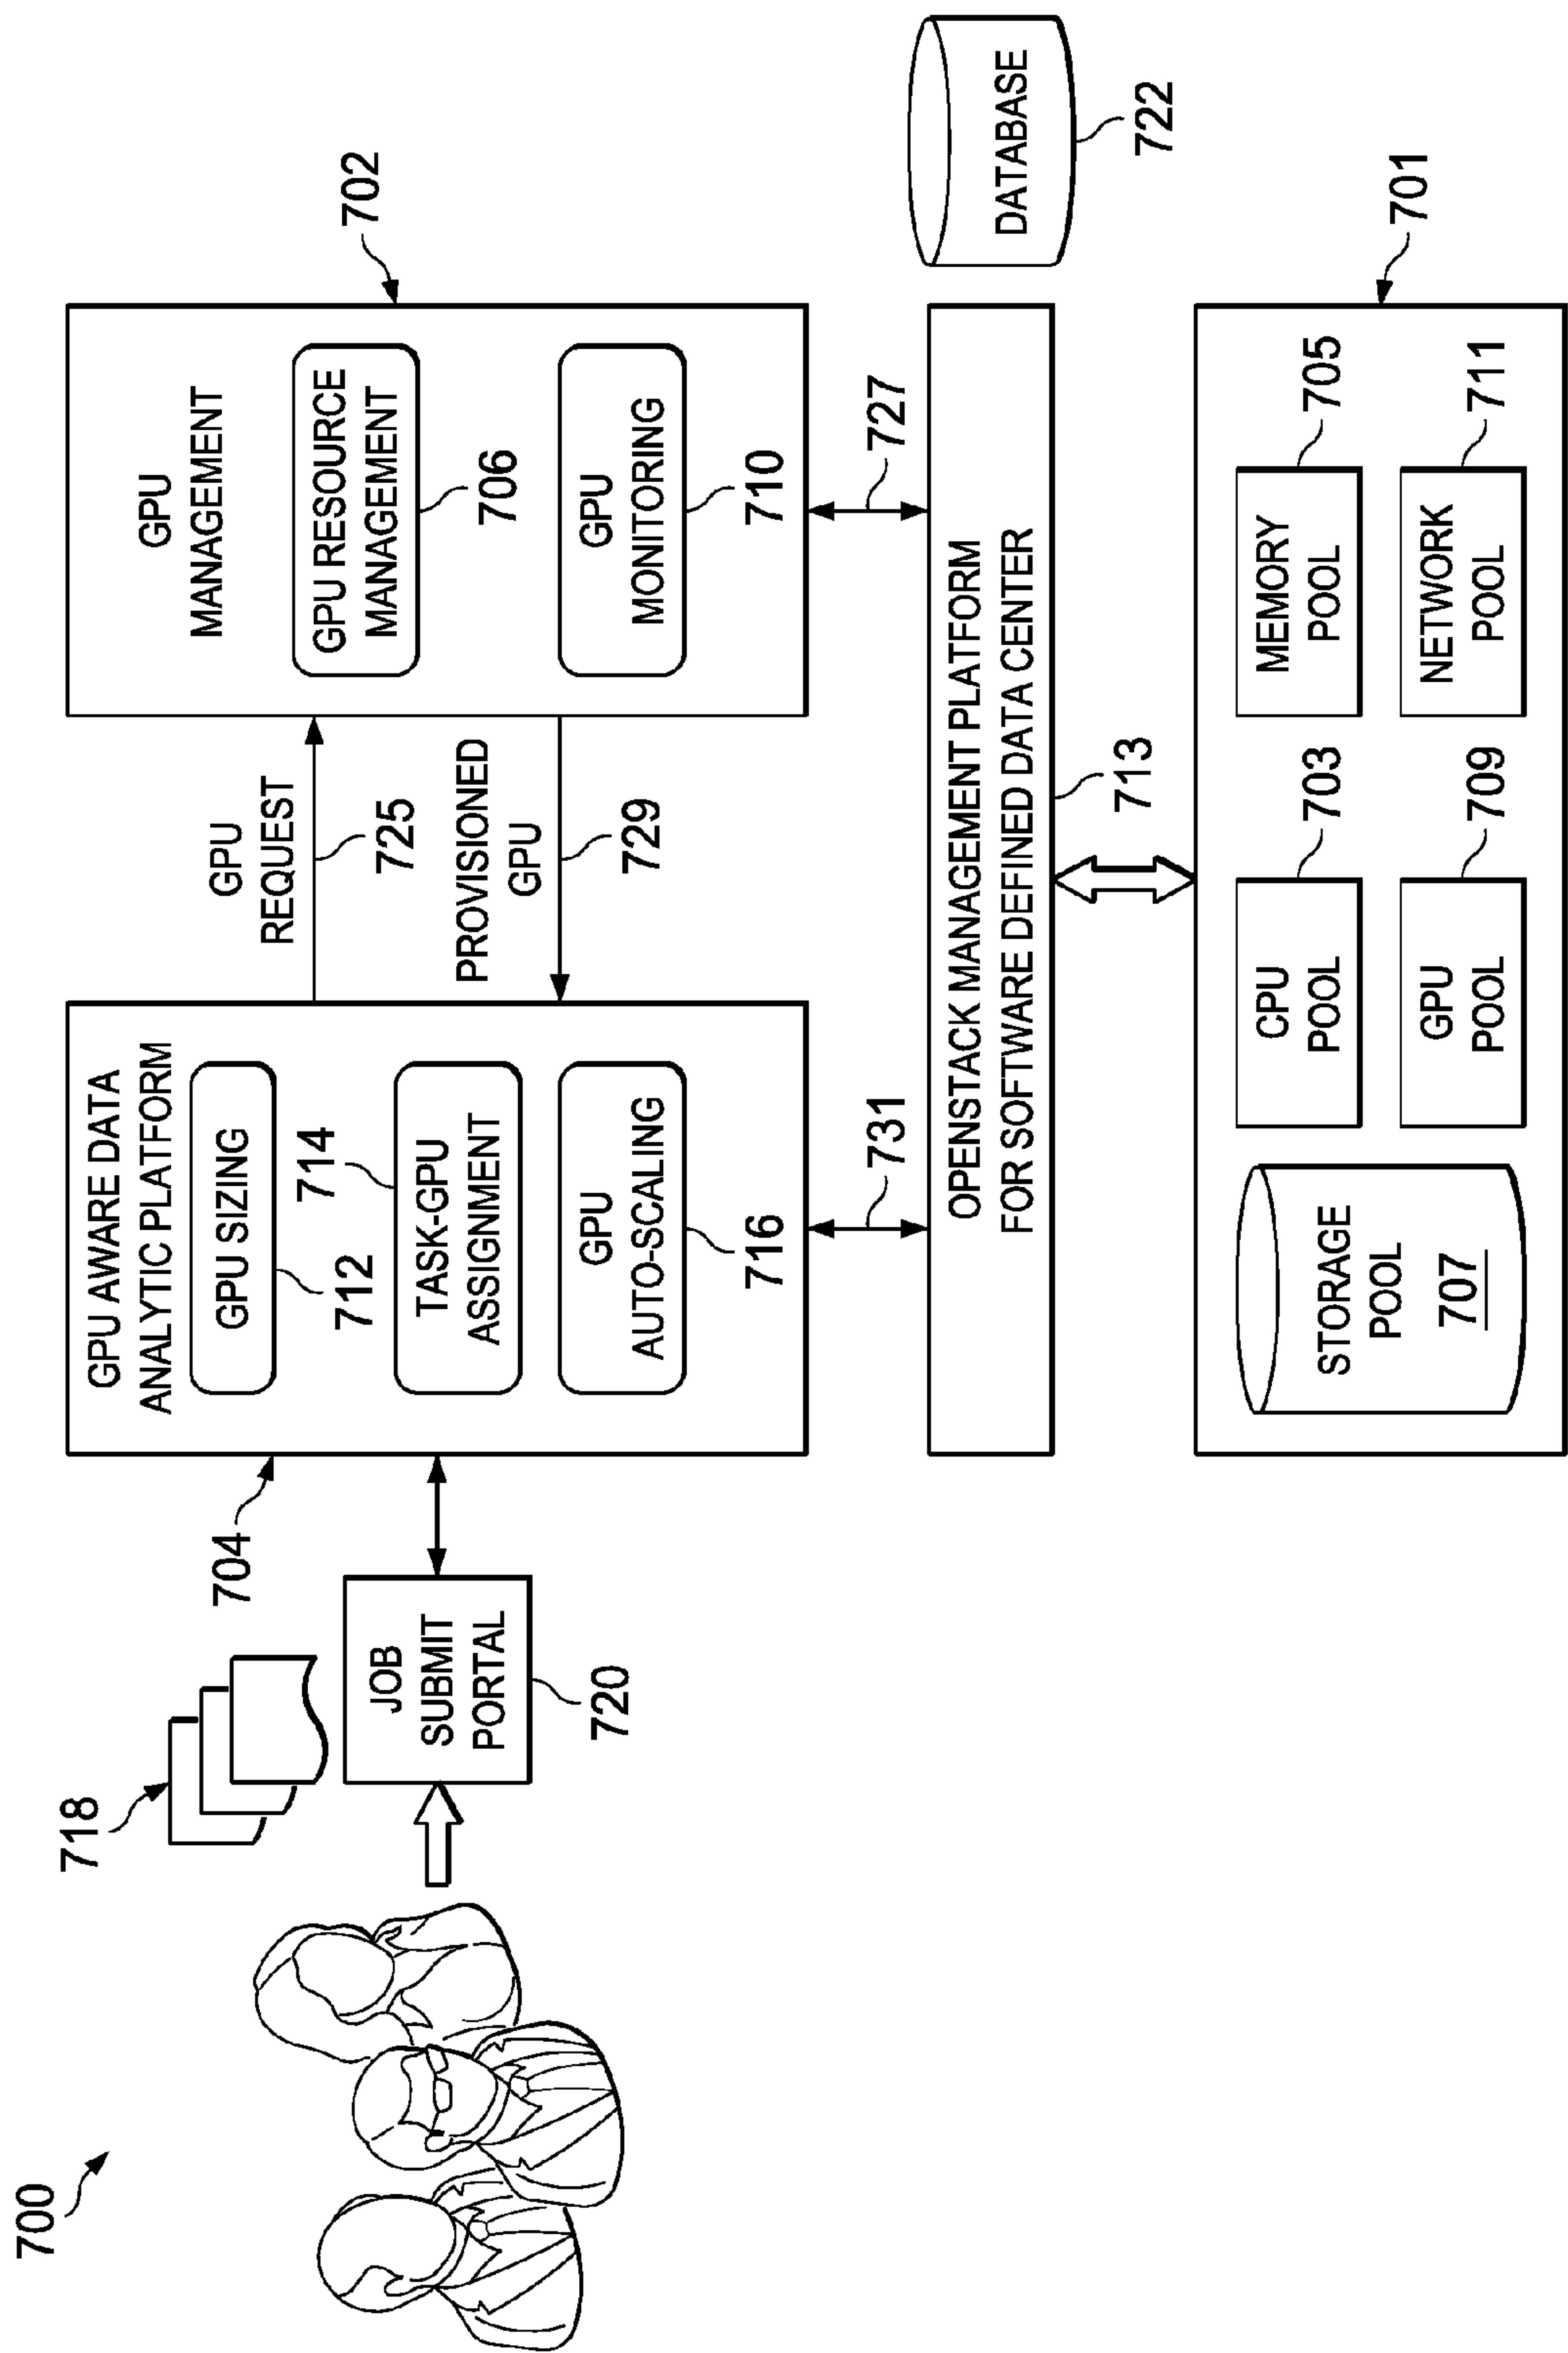 700
718
JOB
SUBMIT
PORTAL
720
704
GPU AWARE DATA
ANALYTIC PLATFORM
GPU SIZING
712
714
TASK-GPU
ASSIGNMENT
GPU
AUTO-SCALING
716
GPU
REQUEST
725
PROVISIONED
GPU
729
702
GPU
MANAGEMENT
GPU RESOURCE
MANAGEMENT
706
GPU
MONITORING
710
731
727
OPENSTACK MANAGEMENT PLATFORM
FOR SOFTWARE DEFINED DATA CENTER
713
DATABASE
722
701
STORAGE
POOL
707
CPU
POOL
703
MEMORY
POOL
705
GPU
POOL
709
NETWORK
POOL
711